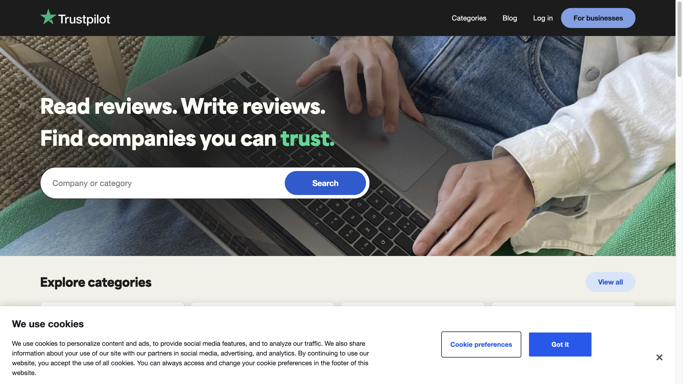 Trustpilot
Categories
Blog
Log in
For businesses
Read reviews. Write reviews.
Find companies you can trust.
Company or category
Search
Explore categories
View all
We use cookies
We use cookies to personalize content and ads, to provide social media features, and to analyze our traffic. We also share
information about your use of our site with our partners in social media, advertising, and analytics. By continuing to use our
website, you accept the use of all cookies. You can always access and change your cookie preferences in the footer of this
website.
Cookie preferences
Got it